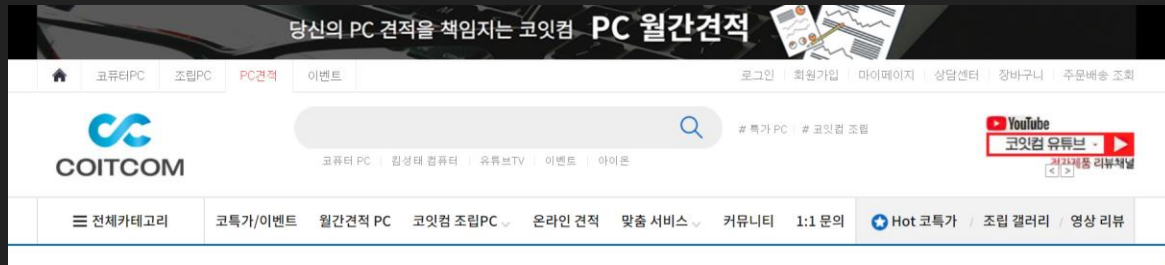 당신의 PC 견적을 책임지는 코잇컴 PC 월간견적
코퓨터PC 조립PC PC견적 이벤트 로그인 회원가입 마이페이지 상담센터 장바구니 주문배송 조회
COITCOM
# 특가 PC # 코잇컴 조립
YouTube
코잇컴 유튜브
전자제품 리뷰채널
코퓨터 PC 킴성태 컴퓨터 유튜브TV 이벤트 아이온
전체카테고리 코특가/이벤트 월간견적 PC 코잇컴 조립PC 온라인 견적 맞춤 서비스 커뮤니티 1:1 문의 Hot 코특가 / 조립 갤러리 / 영상 리뷰